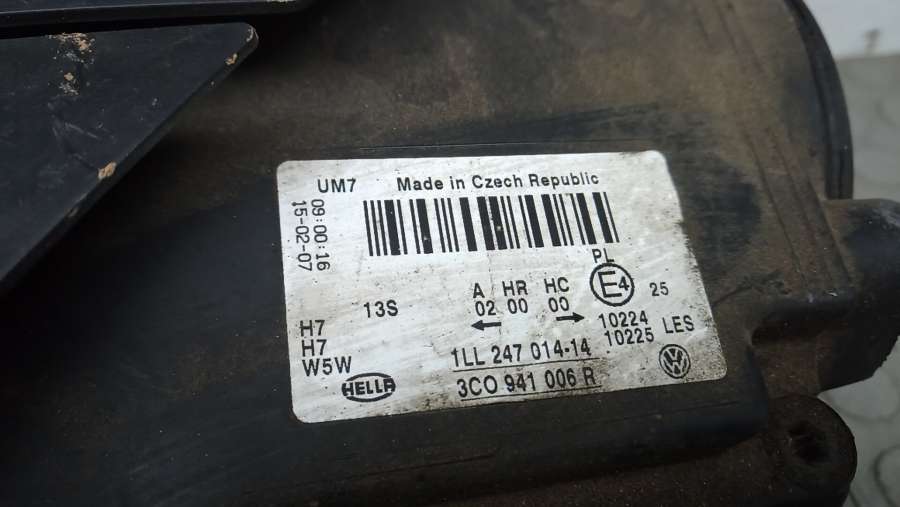 UM7 Made in Czech Republic
09:00:16
15-02-07
PL
13S
A HR HC
02 00 00
E4
25
H7
H7
W5W
10224
10225 LES
1LL 247 014-14
HELLA
3C0 941 006 R
VW